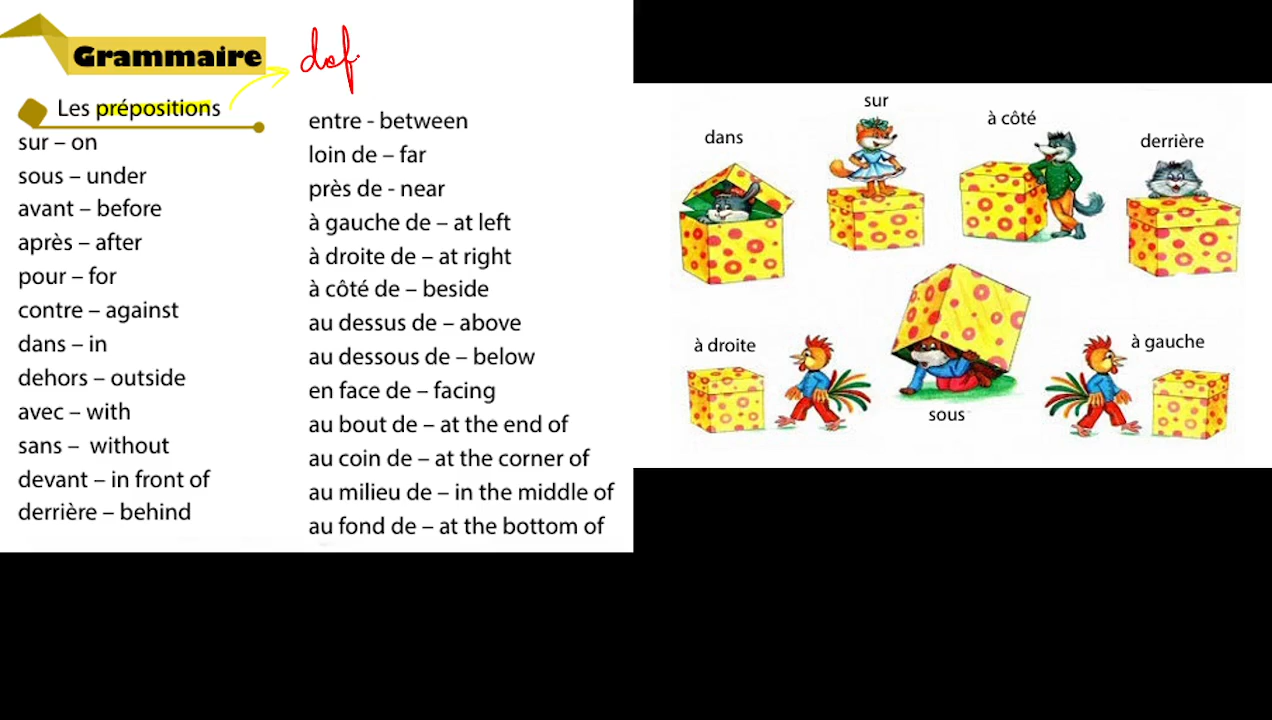 Grammaire
Les prépositions
sur – on
sous – under
avant – before
après – after
pour – for
contre – against
dans – in
dehors – outside
avec – with
sans – without
devant – in front of
derrière – behind
entre - between
loin de – far
près de - near
à gauche de – at left
à droite de – at right
à côté de – beside
au dessus de – above
au dessous de – below
en face de – facing
au bout de – at the end of
au coin de – at the corner of
au milieu de – in the middle of
au fond de – at the bottom of
dans
sur
à côté
derrière
à droite
sous
à gauche